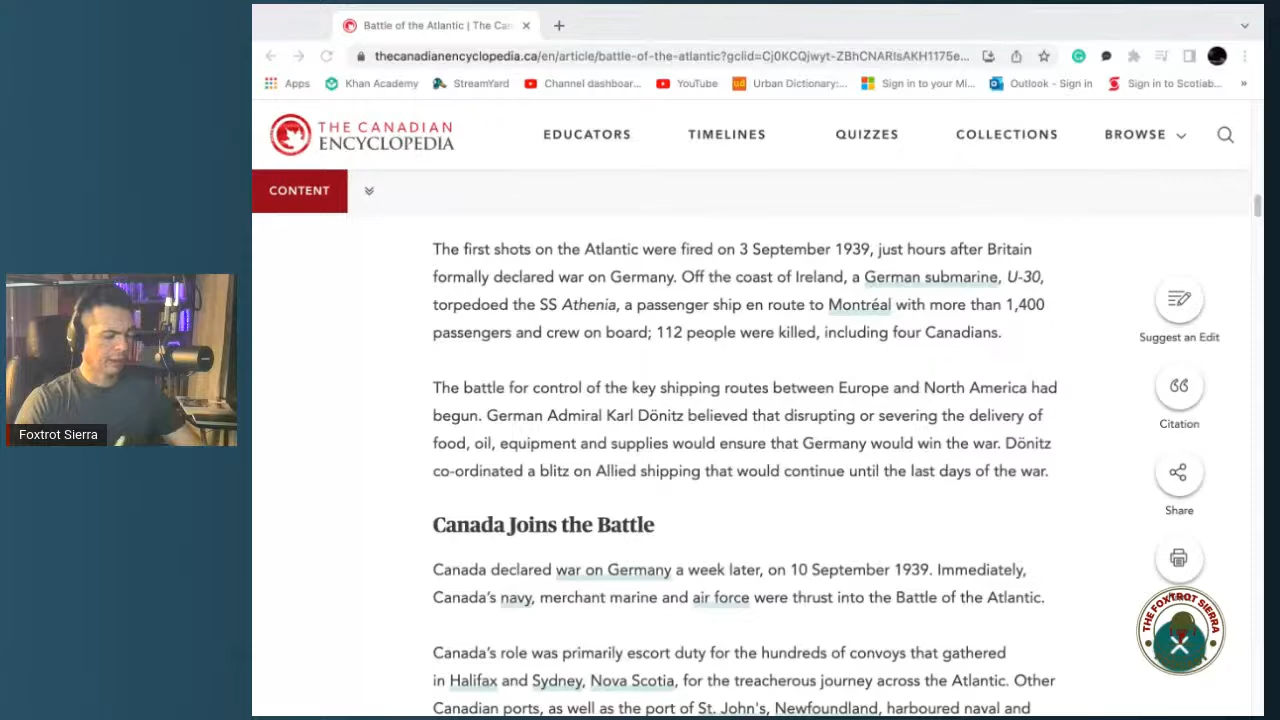 Battle of the Atlantic | The Can
thecanadianencyclopedia.ca/en/article/battle-of-the-atlantic?gclid=Cj0KCQjwyt-ZBhCNARIsAKH1175e...
Apps Khan Academy StreamYard Channel dashboar... YouTube Urban Dictionary:... Sign in to your Mi... Outlook - Sign in Sign in to Scotiab... »
THE CANADIAN
ENCYCLOPEDIA
EDUCATORS TIMELINES QUIZZES COLLECTIONS BROWSE
CONTENT
The first shots on the Atlantic were fired on 3 September 1939, just hours after Britain
formally declared war on Germany. Off the coast of Ireland, a German submarine, U-30,
torpedoed the SS Athenia, a passenger ship en route to Montréal with more than 1,400
passengers and crew on board; 112 people were killed, including four Canadians.
The battle for control of the key shipping routes between Europe and North America had
begun. German Admiral Karl Dönitz believed that disrupting or severing the delivery of
food, oil, equipment and supplies would ensure that Germany would win the war. Dönitz
co-ordinated a blitz on Allied shipping that would continue until the last days of the war.
Canada Joins the Battle
Canada declared war on Germany a week later, on 10 September 1939. Immediately,
Canada's navy, merchant marine and air force were thrust into the Battle of the Atlantic.
Canada's role was primarily escort duty for the hundreds of convoys that gathered
in Halifax and Sydney, Nova Scotia, for the treacherous journey across the Atlantic. Other
Canadian ports, as well as the port of St. John's, Newfoundland, harboured naval and
Suggest an Edit
Citation
Share
THE FOXTROT SIERRA
Foxtrot Sierra